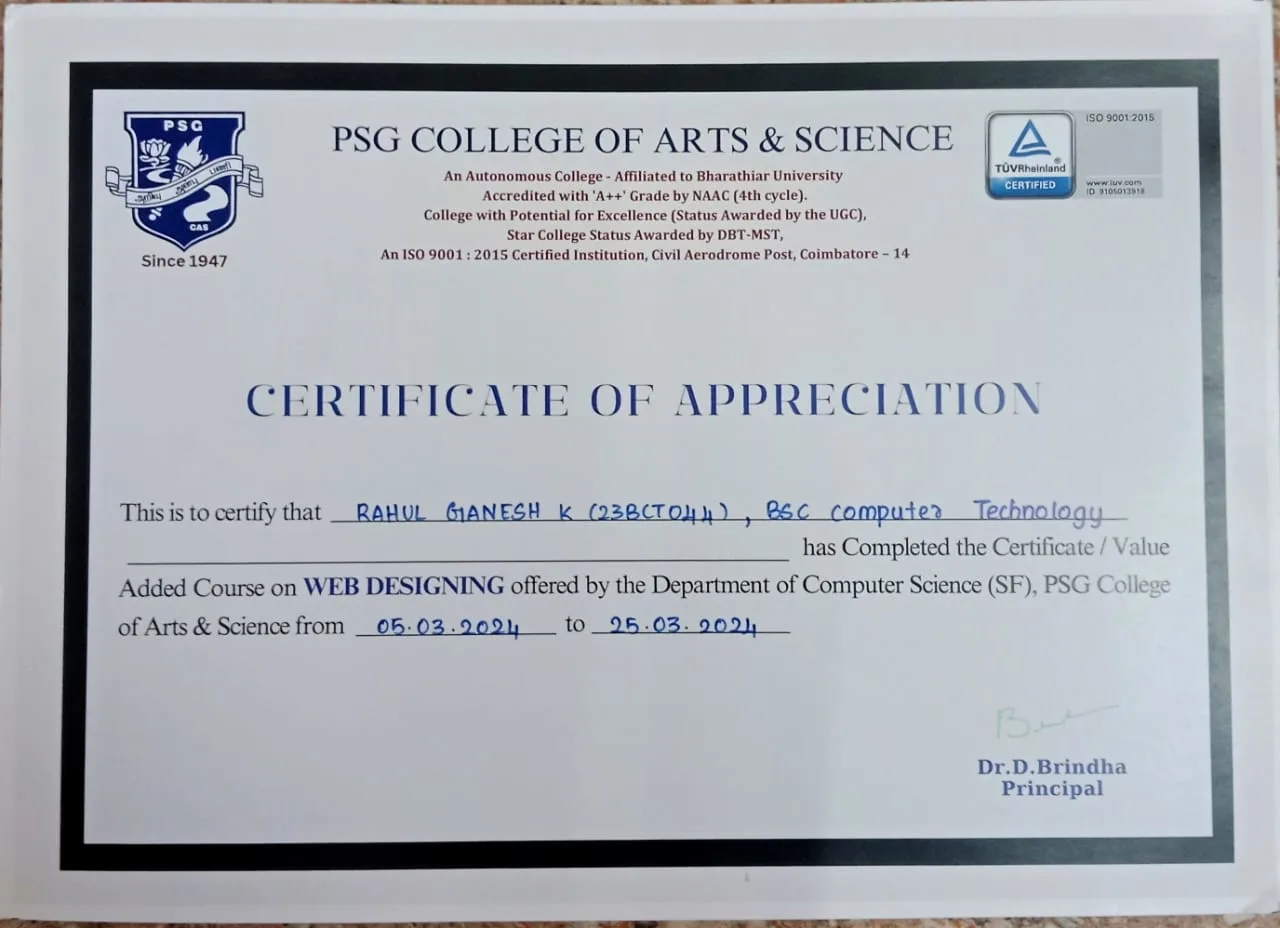 PSG
CAS
Since 1947
PSG COLLEGE OF ARTS & SCIENCE
An Autonomous College - Affiliated to Bharathiar University
Accredited with 'A++' Grade by NAAC (4th cycle).
College with Potential for Excellence (Status Awarded by the UGC),
Star College Status Awarded by DBT-MST,
An ISO 9001 : 2015 Certified Institution, Civil Aerodrome Post, Coimbatore – 14
TÜVRheinland®
CERTIFIED
ISO 9001:2015
www.tuv.com
ID 9105013918
CERTIFICATE OF APPRECIATION
This is to certify that RAHUL GANESH K (23BCT044), BSC Computer Technology
has Completed the Certificate / Value
Added Course on WEB DESIGNING offered by the Department of Computer Science (SF), PSG College
of Arts & Science from 05.03.2024 to 25.03.2024
Dr.D.Brindha
Principal